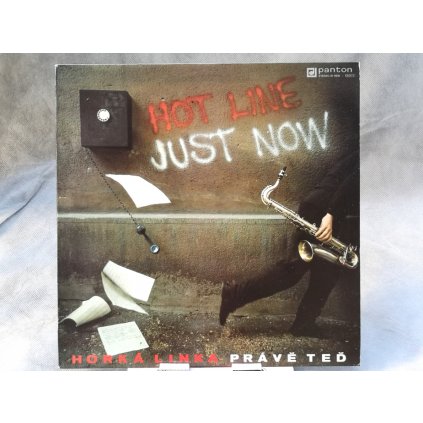 panton
HOT LINE
JUST NOW
HORKÁ LINKA PRÁVĚ TEĎ